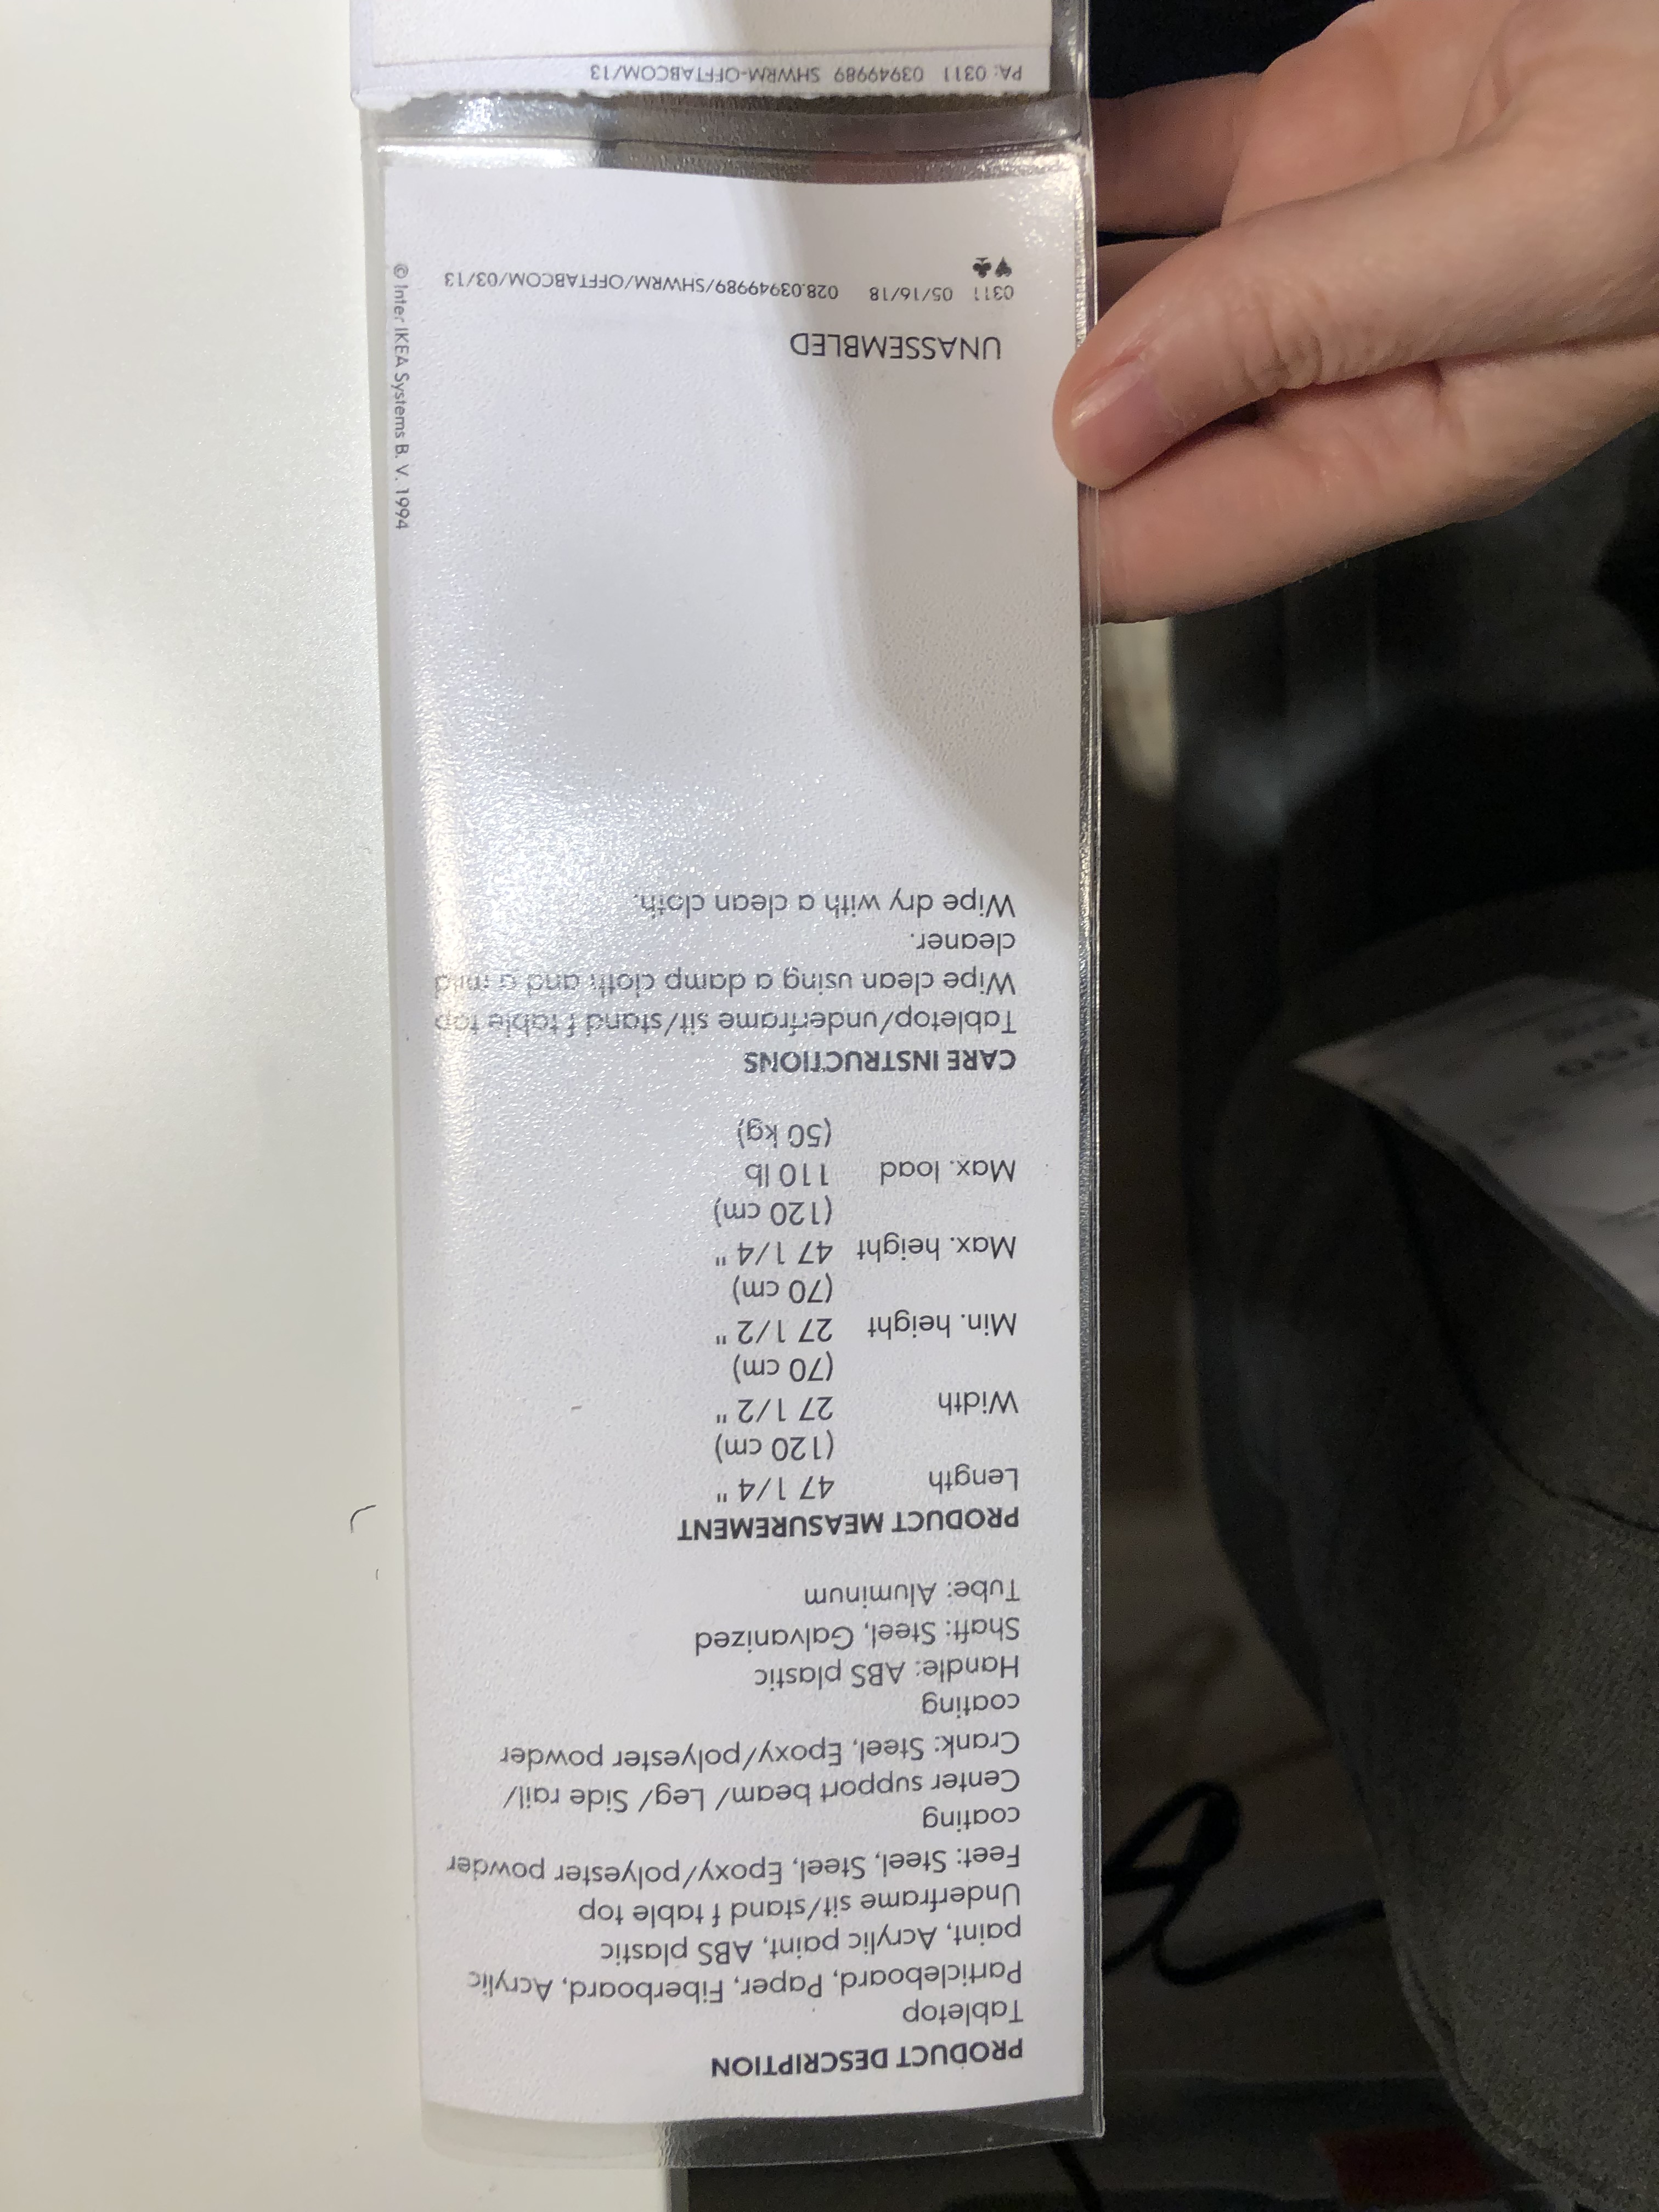 PRODUCT DESCRIPTION
Tabletop
Particleboard, Paper, Fiberboard, Acrylic
paint, Acrylic paint, ABS plastic
Underframe sit/stand f table top
Feet: Steel, Steel, Epoxy/polyester powder
coating
Center support beam/ Leg/ Side rail/
Crank: Steel, Epoxy/polyester powder
coating
Handle: ABS plastic
Shaft: Steel, Galvanized
Tube: Aluminum
PRODUCT MEASUREMENT
Length 47 1/4 "
(120 cm)
Width 27 1/2 "
(70 cm)
Min. height 27 1/2 "
(70 cm)
Max. height 47 1/4 "
(120 cm)
Max. load 110 lb
(50 kg)
CARE INSTRUCTIONS
Tabletop/underframe sit/stand f table top
Wipe clean using a damp cloth and a mild
cleaner.
Wipe dry with a clean cloth.
UNASSEMBLED
0311 05/16/18 028.03949989/SHWRM/OFFTABCOM/03/13
© Inter IKEA Systems B. V. 1994
PA: 0311 03949989 SHWRM-OFFTABCOM/13